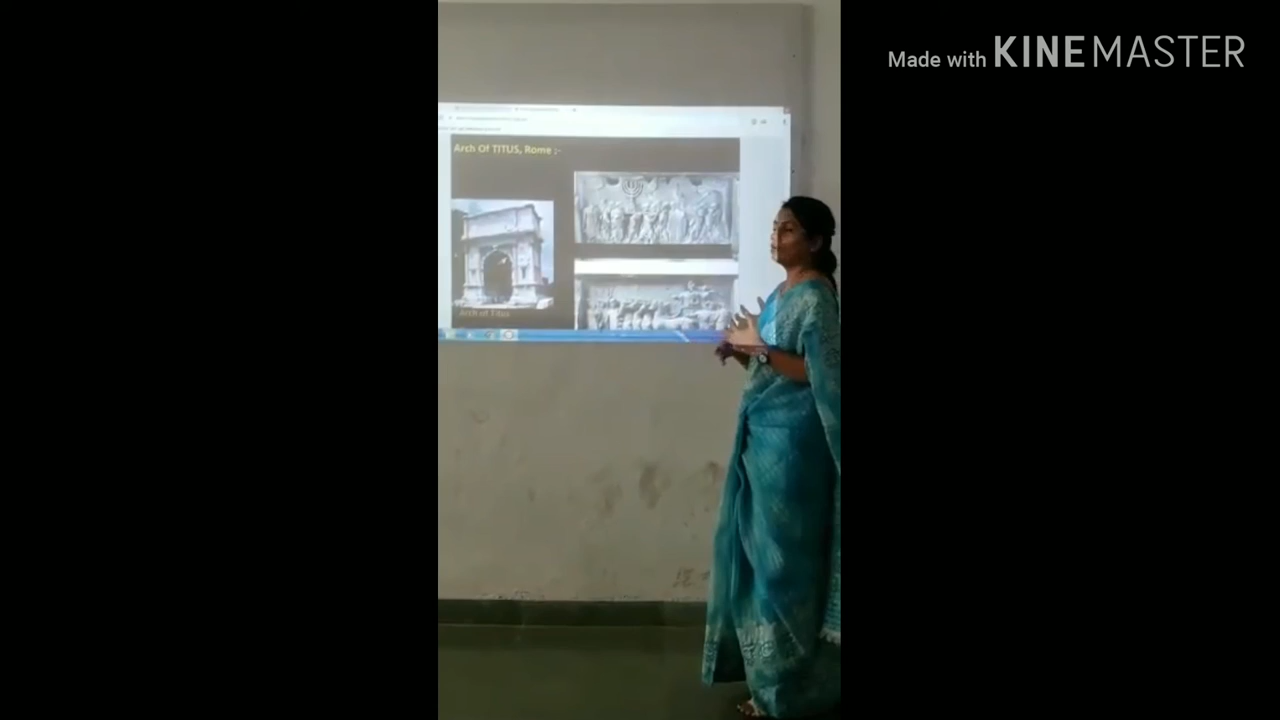 Made with KINEMASTER
Arch Of TITUS, Rome :-
Arch of Titus